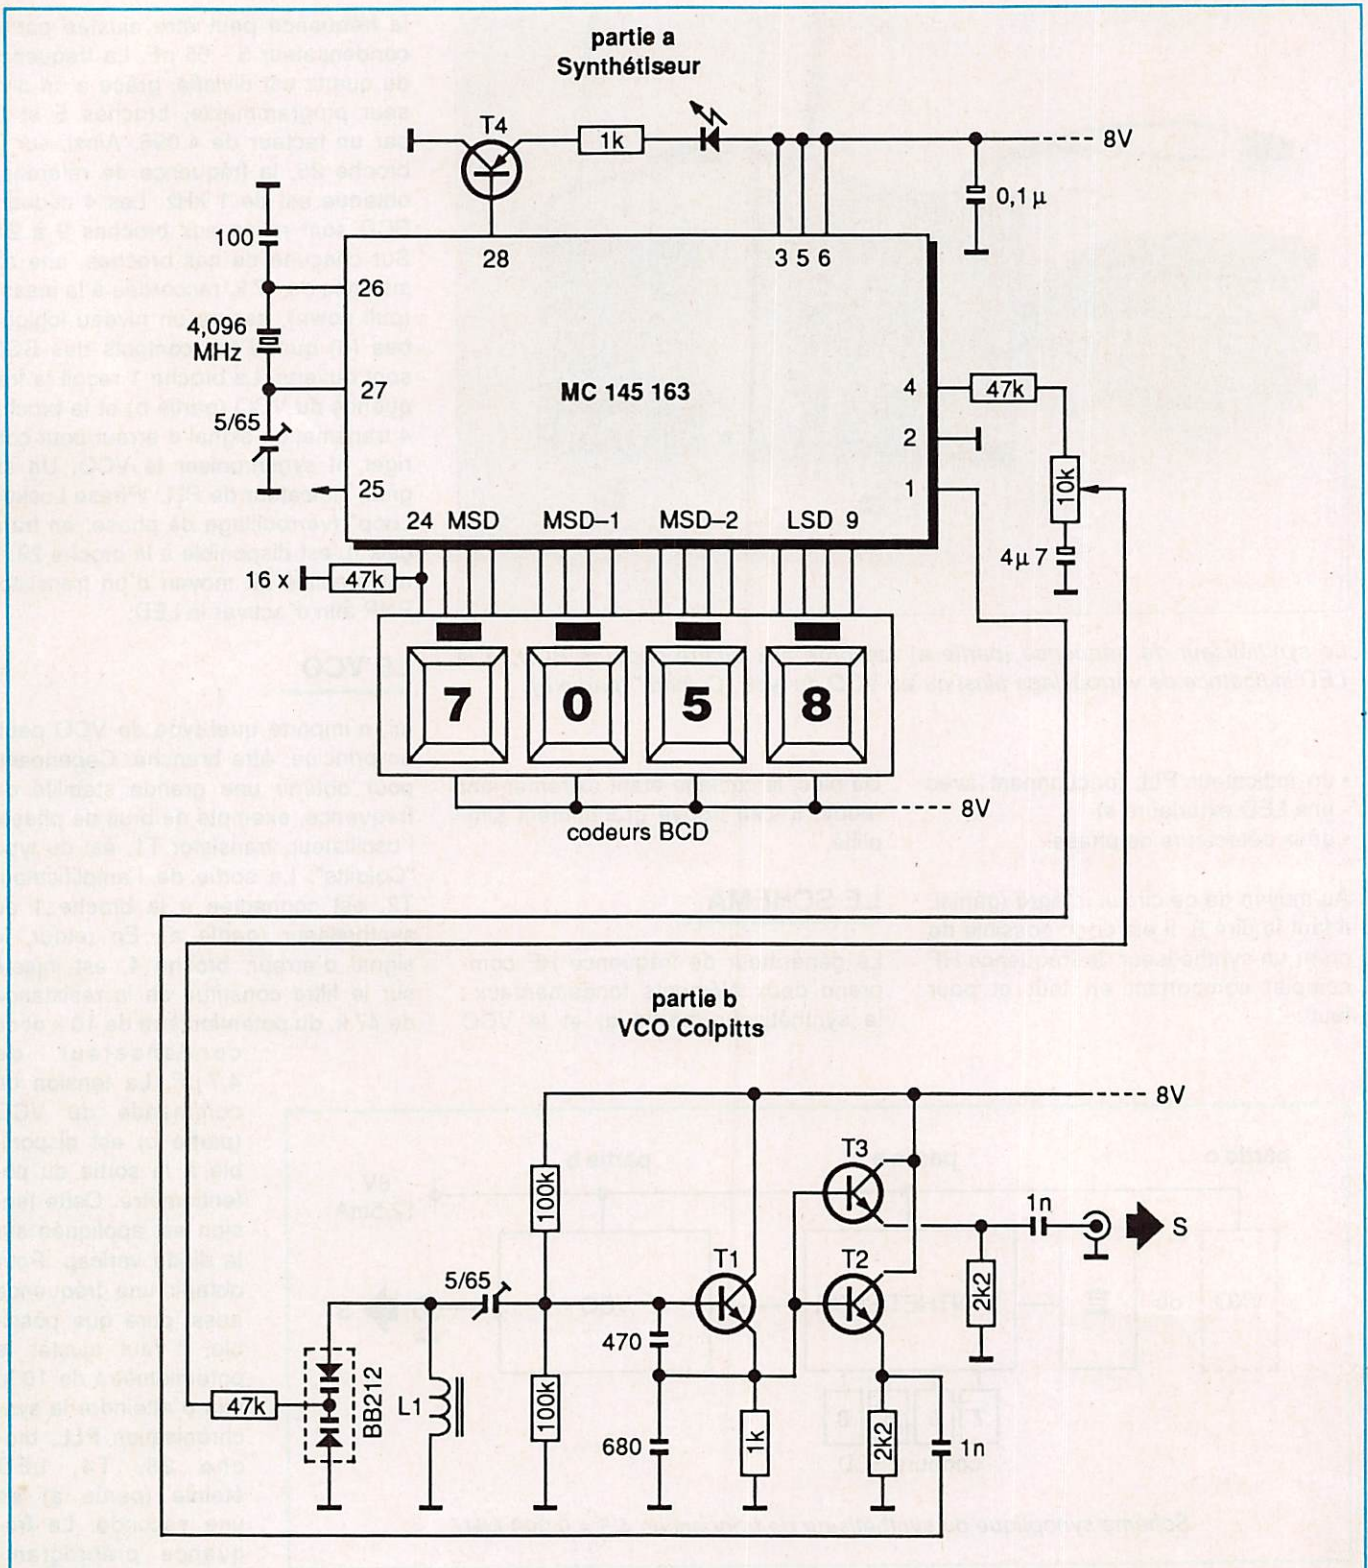 partie a
Synthétiseur
T4
1k
8V
0,1 µ
100
28
3 5 6
26
4,096
MHz
27
MC 145 163
4
47k
5/65
2
10k
25
1
24 MSD MSD–1 MSD–2 LSD 9
4µ 7
16 x
47k
7 0 5 8
8V
codeurs BCD
partie b
VCO Colpitts
8V
T3
100k
1n
S
T1
T2
5/65
2k2
470
47k
BB212
L1
100k
680
1k
2k2
1n